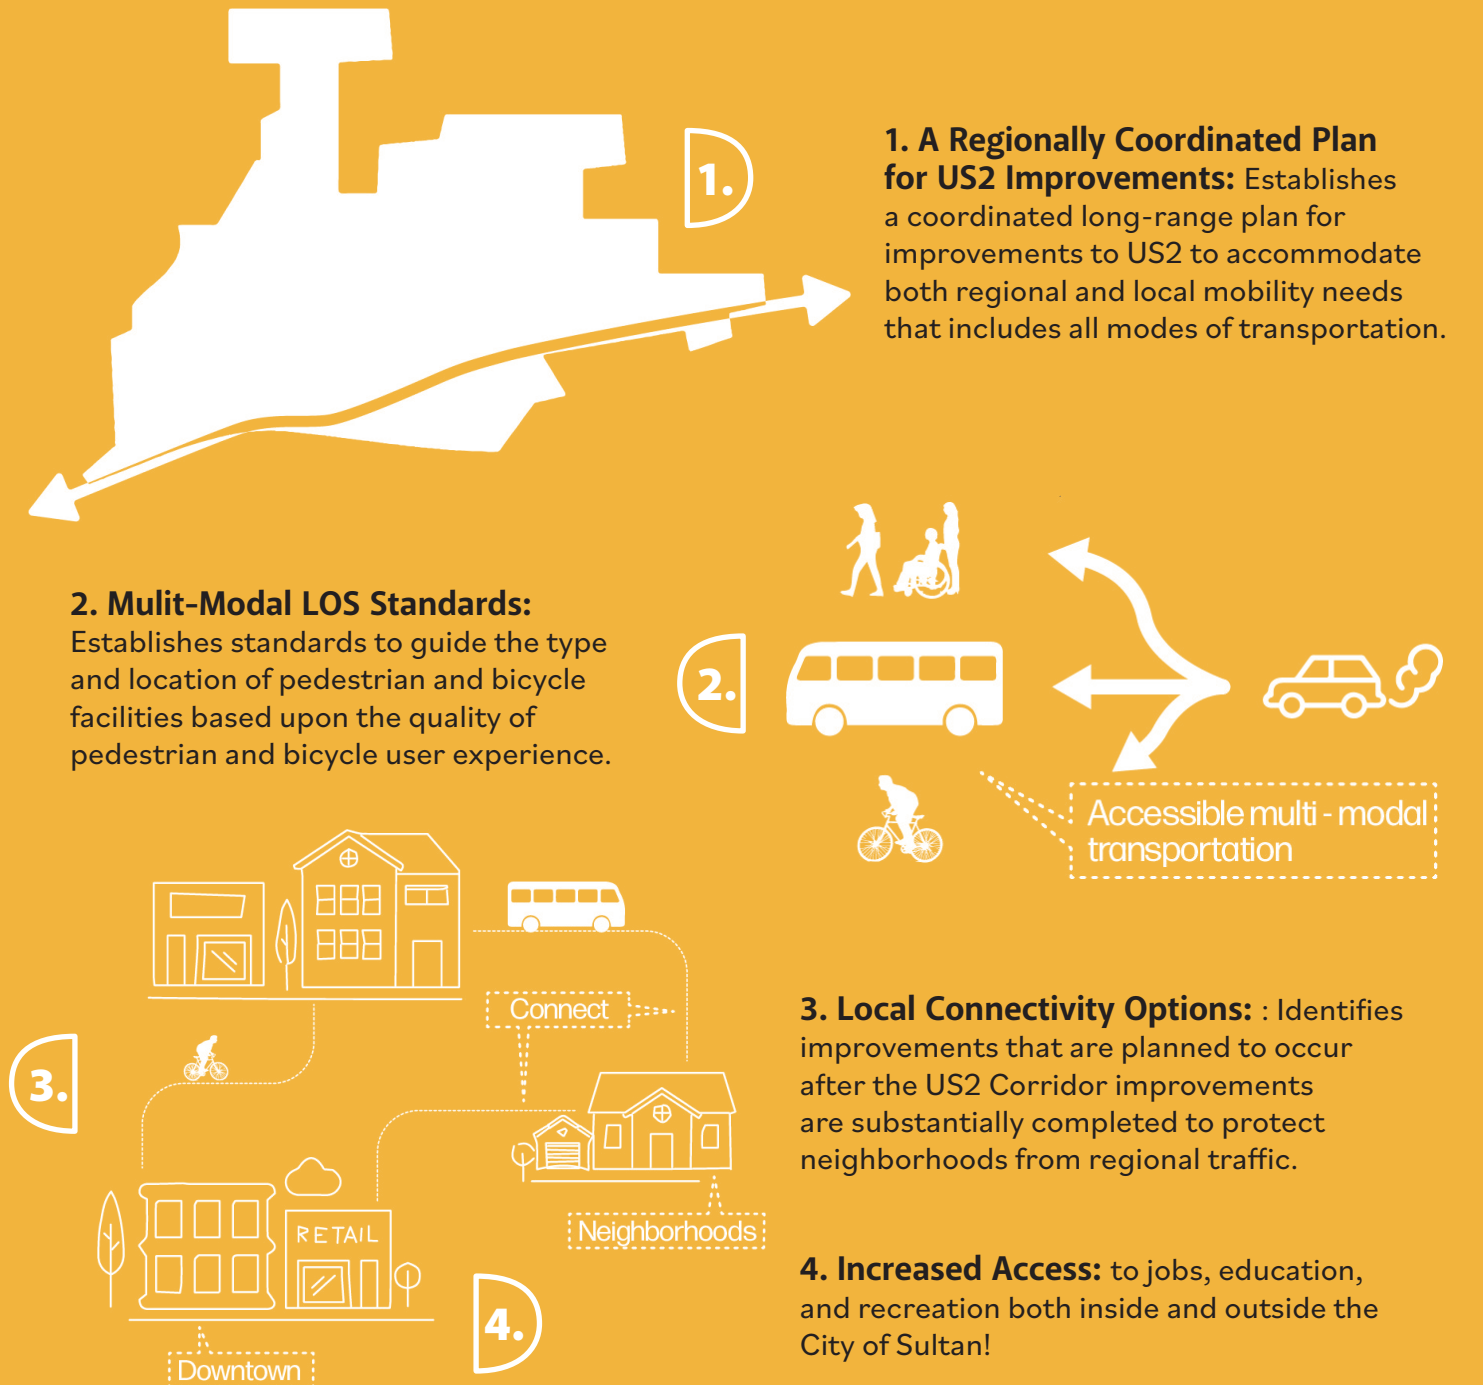 1.
1. A Regionally Coordinated Plan
for US2 Improvements: Establishes
a coordinated long-range plan for
improvements to US2 to accommodate
both regional and local mobility needs
that includes all modes of transportation.
2. Mulit-Modal LOS Standards:
Establishes standards to guide the type
and location of pedestrian and bicycle
facilities based upon the quality of
pedestrian and bicycle user experience.
2.
Accessible multi - modal
transportation
Connect
3.
RETAIL
Neighborhoods
Downtown
3. Local Connectivity Options: : Identifies
improvements that are planned to occur
after the US2 Corridor improvements
are substantially completed to protect
neighborhoods from regional traffic.
4.
4. Increased Access: to jobs, education,
and recreation both inside and outside the
City of Sultan!